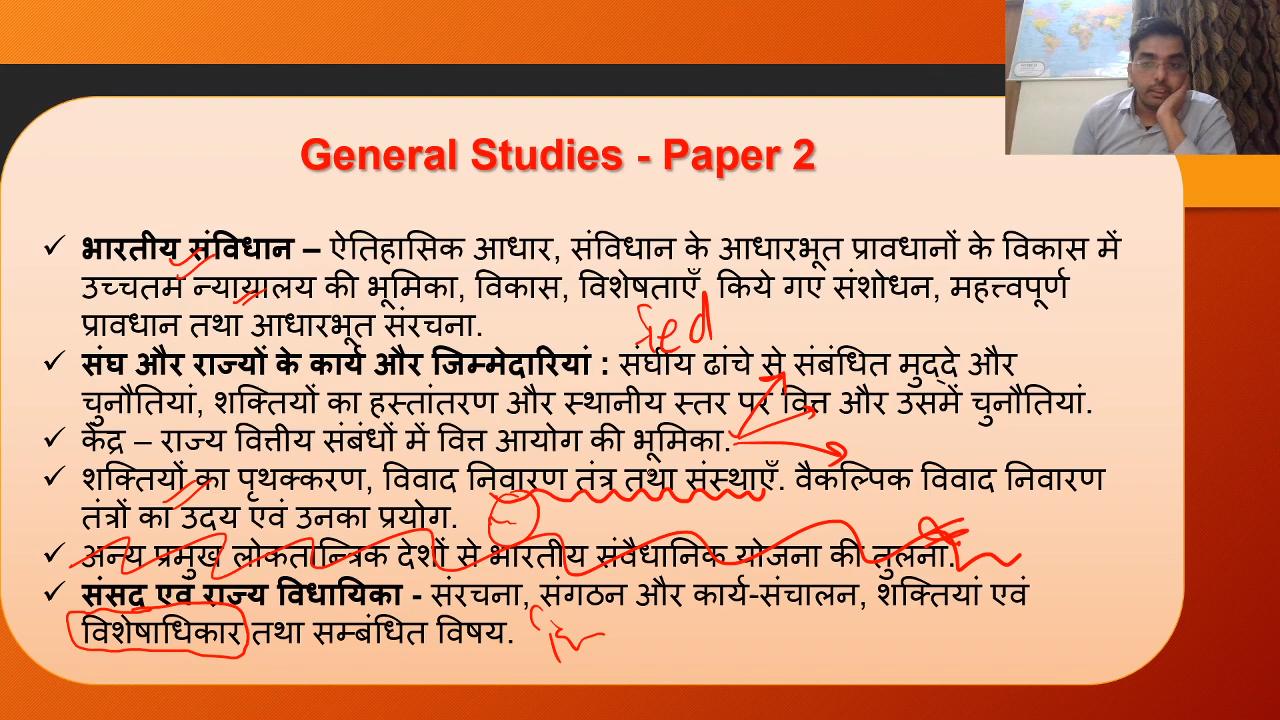 General Studies - Paper 2
भारतीय संविधान – ऐतिहासिक आधार, संविधान के आधारभूत प्रावधानों के विकास में
उच्चतम न्यायालय की भूमिका, विकास, विशेषताएँ, किये गए संशोधन, महत्त्वपूर्ण
प्रावधान तथा आधारभूत संरचना.
संघ और राज्यों के कार्य और जिम्मेदारियां : संघीय ढांचे से संबंधित मुद्दे और
चुनौतियां, शक्तियों का हस्तांतरण और स्थानीय स्तर पर वित्त और उसमें चुनौतियां.
केंद्र – राज्य वित्तीय संबंधों में वित्त आयोग की भूमिका.
शक्तियों का पृथक्करण, विवाद निवारण तंत्र तथा संस्थाएँ. वैकल्पिक विवाद निवारण
तंत्रों का उदय एवं उनका प्रयोग.
अन्य प्रमुख लोकतान्त्रिक देशों से भारतीय संवैधानिक योजना की तुलना.
संसद एवं राज्य विधायिका - संरचना, संगठन और कार्य-संचालन, शक्तियां एवं
विशेषाधिकार तथा सम्बंधित विषय.